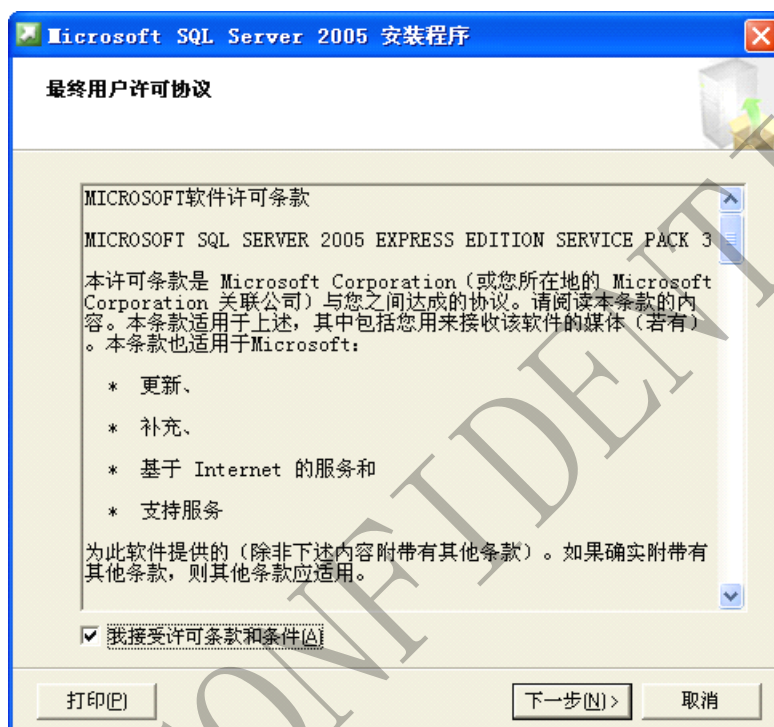 Microsoft SQL Server 2005 安装程序
最终用户许可协议
MICROSOFT软件许可条款
MICROSOFT SQL SERVER 2005 EXPRESS EDITION SERVICE PACK 3
本许可条款是 Microsoft Corporation（或您所在地的 Microsoft
Corporation 关联公司）与您之间达成的协议。请阅读本条款的内
容。本条款适用于上述，其中包括您用来接收该软件的媒体（若有）
。本条款也适用于Microsoft：
* 更新、
* 补充、
* 基于 Internet 的服务和
* 支持服务
为此软件提供的（除非下述内容附带有其他条款）。如果确实附带有
其他条款，则其他条款应适用。
我接受许可条款和条件(A)
打印(P)
下一步(N)>
取消
ONFIDENT